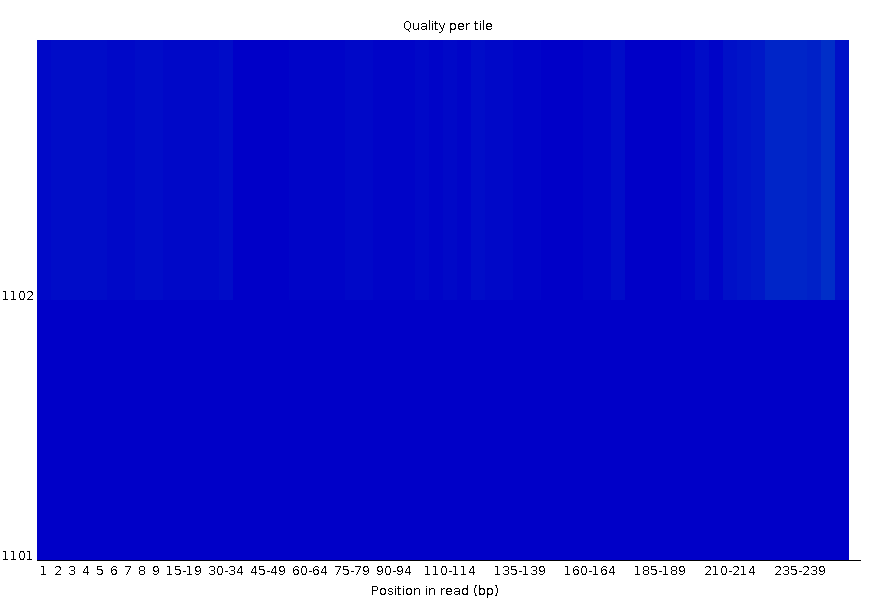 Quality per tile
1102
1101
1 2 3 4 5 6 7 8 9 15-19 30-34 45-49 60-64 75-79 90-94 110-114 135-139 160-164 185-189 210-214 235-239
Position in read (bp)